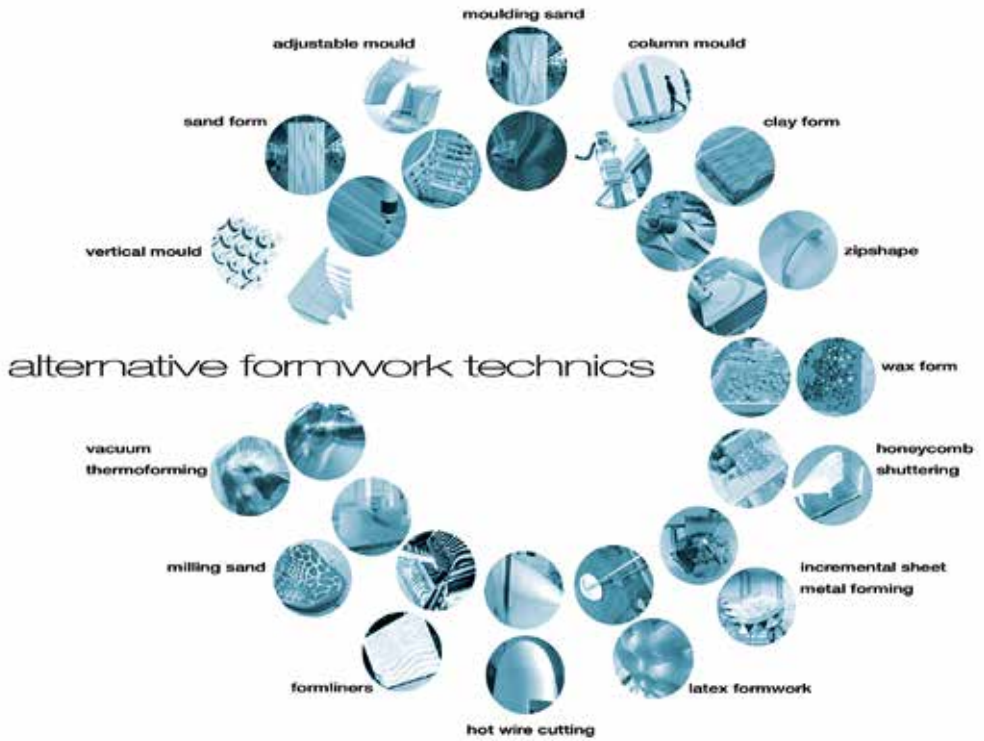 moulding sand
adjustable mould
column mould
sand form
clay form
vertical mould
zipshape
alternative formwork technics
wax form
vacuum
thermoforming
honeycomb
shuttering
milling sand
incremental sheet
metal forming
formliners
latex formwork
hot wire cutting